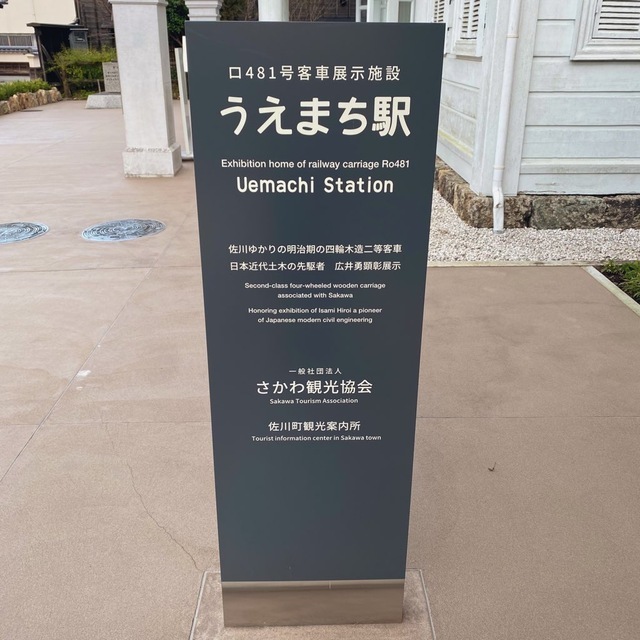 ロ481号客車展示施設
うえまち駅
Exhibition home of railway carriage Ro481
Uemachi Station
佐川ゆかりの明治期の四輪木造二等客車
日本近代土木の先駆者　広井勇顕彰展示
Second-class four-wheeled wooden carriage
associated with Sakawa
Honoring exhibition of Isami Hiroi a pioneer
of Japanese modern civil engineering
一般社団法人
さかわ観光協会
Sakawa Tourism Association
佐川町観光案内所
Tourist information center in Sakawa town